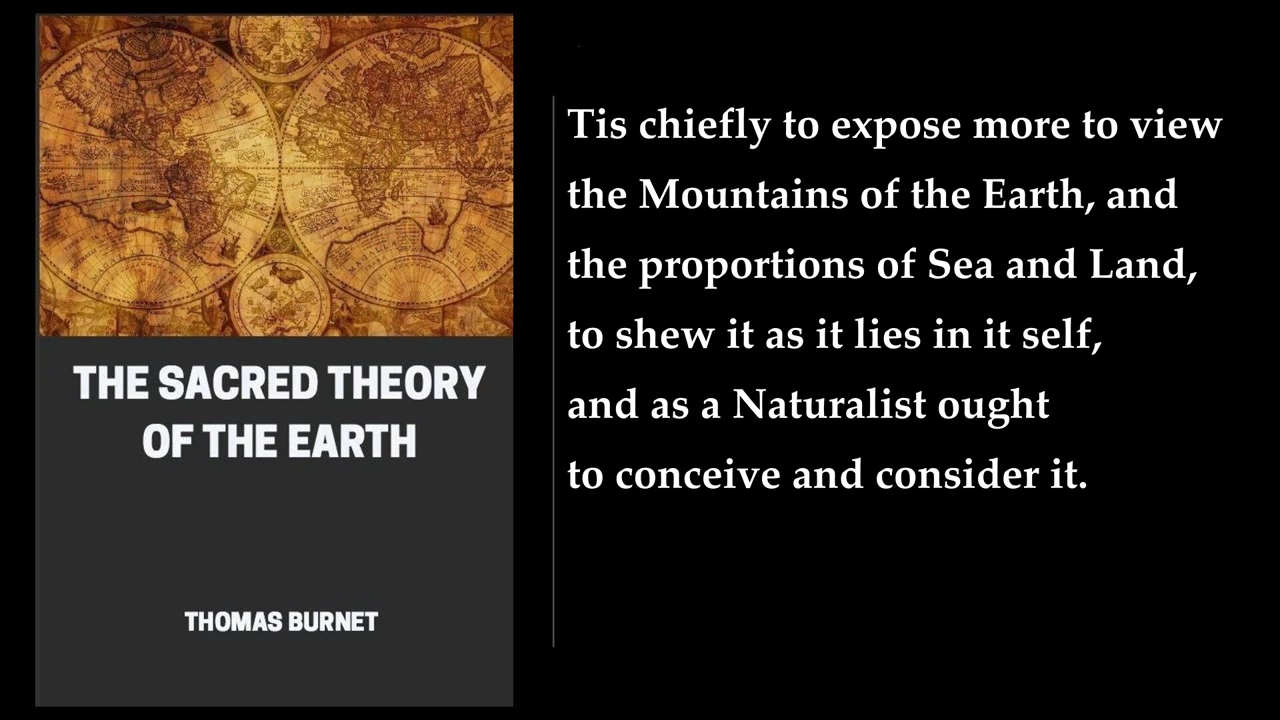 THE SACRED THEORY
OF THE EARTH
THOMAS BURNET
Tis chiefly to expose more to view
the Mountains of the Earth, and
the proportions of Sea and Land,
to shew it as it lies in it self,
and as a Naturalist ought
to conceive and consider it.